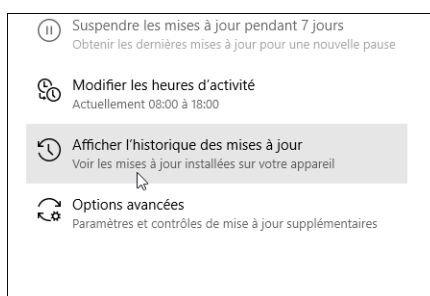 Suspendre les mises à jour pendant 7 jours
Obtenir les dernières mises à jour pour une nouvelle pause
Modifier les heures d’activité
Actuellement 08:00 à 18:00
Afficher l’historique des mises à jour
Voir les mises à jour installées sur votre appareil
Options avancées
Paramètres et contrôles de mise à jour supplémentaires